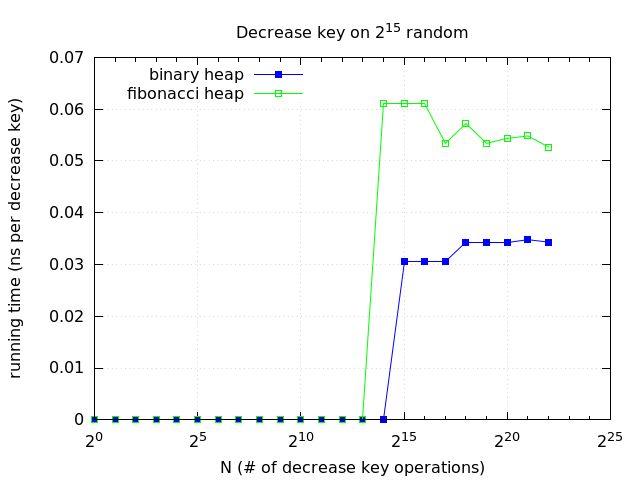 Decrease key on 2^15 random
binary heap
fibonacci heap
running time (ns per decrease key)
0.07
0.06
0.05
0.04
0.03
0.02
0.01
0
2^0 2^5 2^10 2^15 2^20 2^25
N (# of decrease key operations)